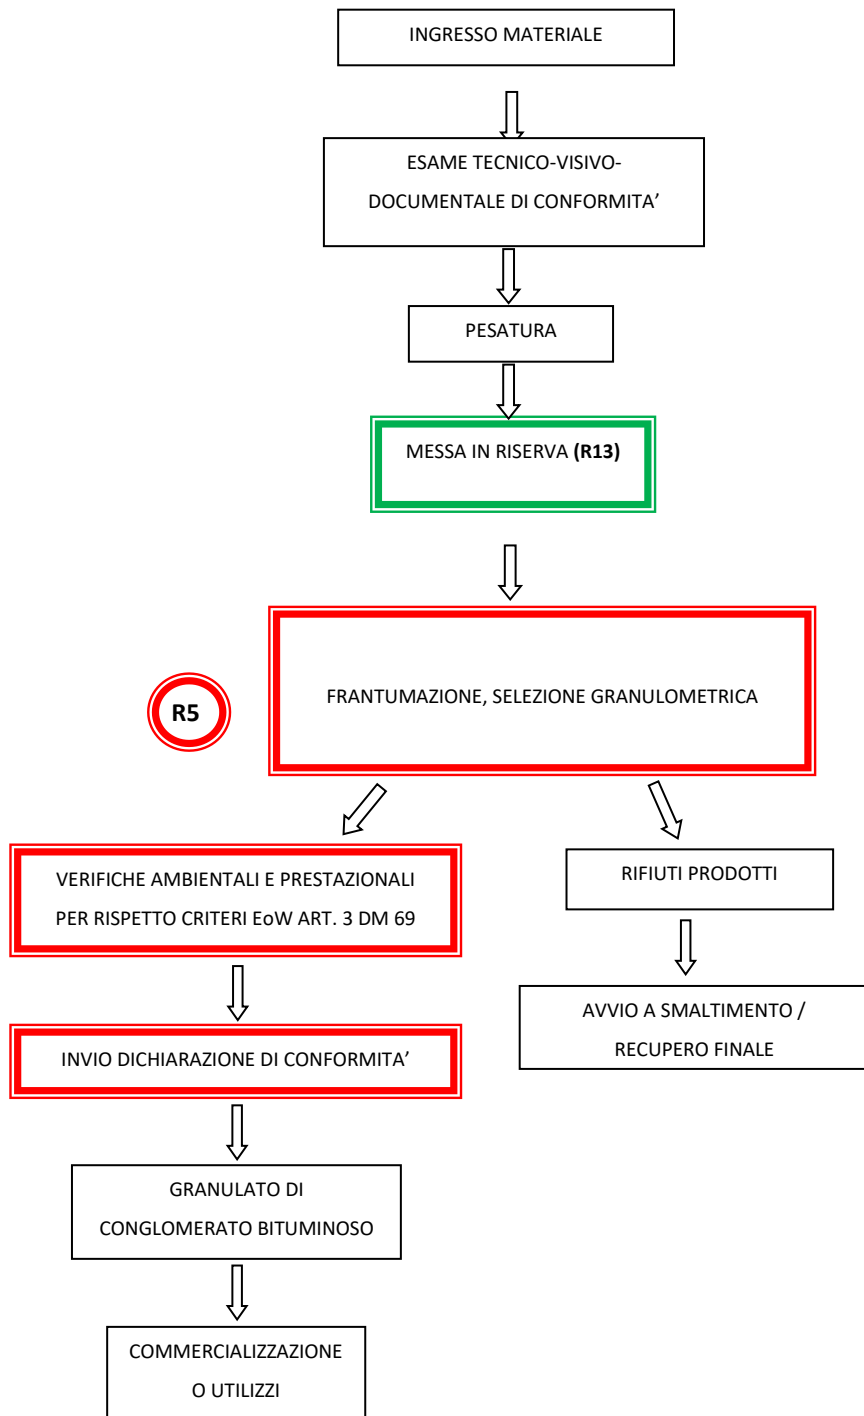 INGRESSO MATERIALE
ESAME TECNICO-VISIVO-
DOCUMENTALE DI CONFORMITA’
PESATURA
MESSA IN RISERVA (R13)
R5
FRANTUMAZIONE, SELEZIONE GRANULOMETRICA
VERIFICHE AMBIENTALI E PRESTAZIONALI
PER RISPETTO CRITERI EoW ART. 3 DM 69
RIFIUTI PRODOTTI
AVVIO A SMALTIMENTO /
RECUPERO FINALE
INVIO DICHIARAZIONE DI CONFORMITA’
GRANULATO DI
CONGLOMERATO BITUMINOSO
COMMERCIALIZZAZIONE
O UTILIZZI